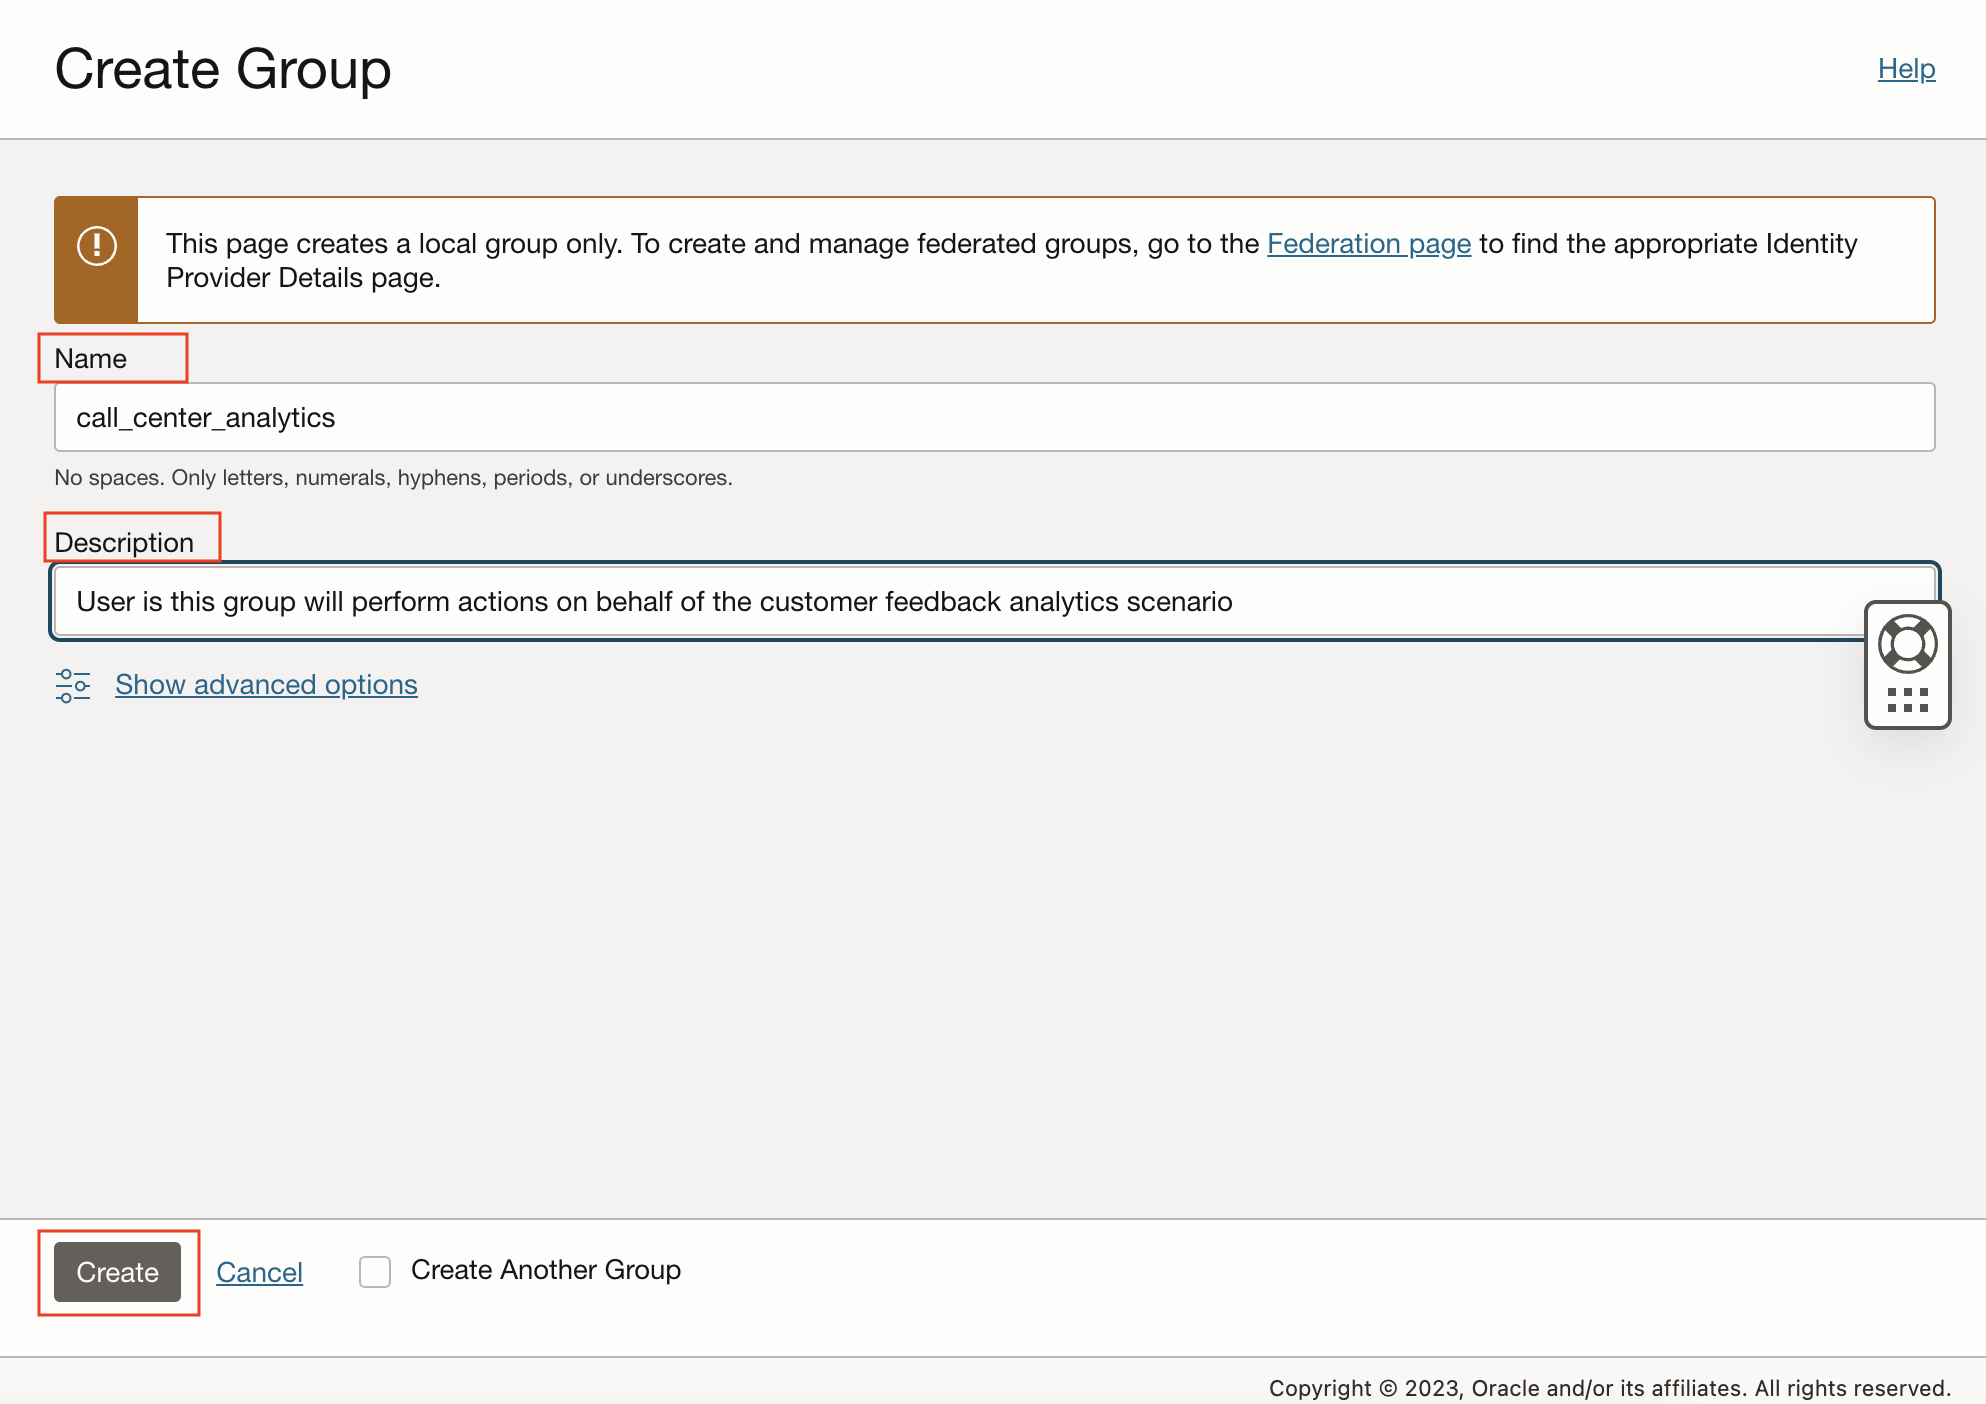 Create Group
Help
This page creates a local group only. To create and manage federated groups, go to the Federation page to find the appropriate Identity
Provider Details page.
Name
call_center_analytics
No spaces. Only letters, numerals, hyphens, periods, or underscores.
Description
User is this group will perform actions on behalf of the customer feedback analytics scenario
Show advanced options
Create
Cancel
Create Another Group
Copyright © 2023, Oracle and/or its affiliates. All rights reserved.